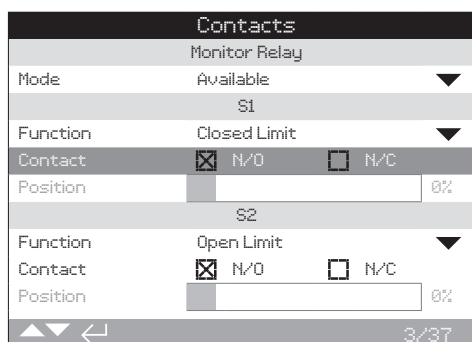 Contacts
Monitor Relay
Mode Available
S1
Function Closed Limit
Contact N/O N/C
Position 0%
S2
Function Open Limit
Contact N/O N/C
Position 0%
3/37